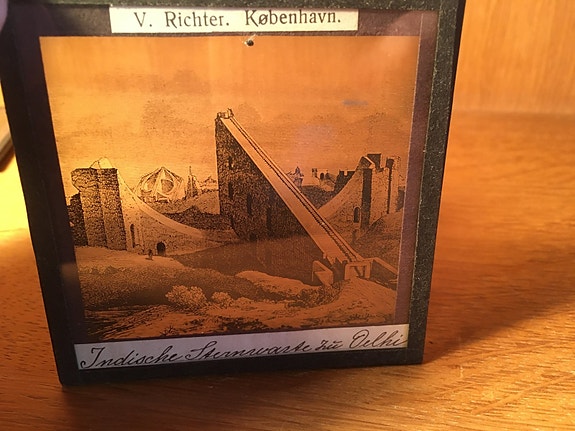 V. Richter. København.
Indische Sternwarte zu Delhi